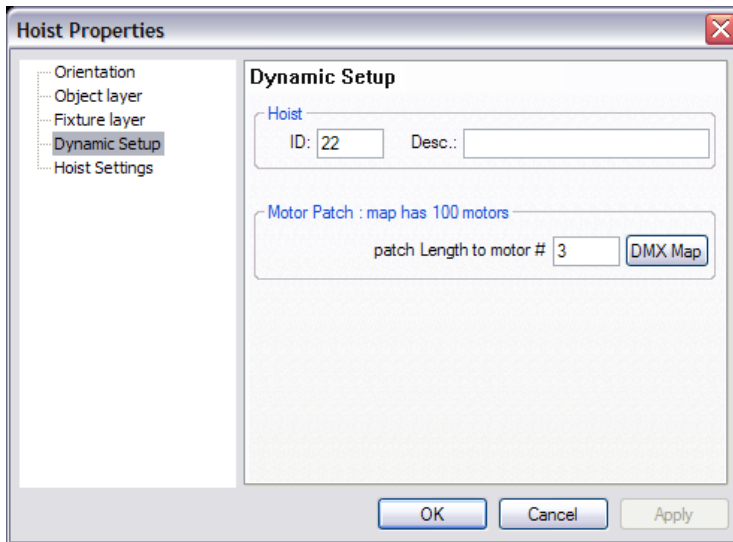 Hoist Properties
Orientation
Object layer
Fixture layer
Dynamic Setup
Hoist Settings
Dynamic Setup
Hoist
ID: 22 Desc.:
Motor Patch : map has 100 motors
patch Length to motor # 3 DMX Map
OK Cancel Apply